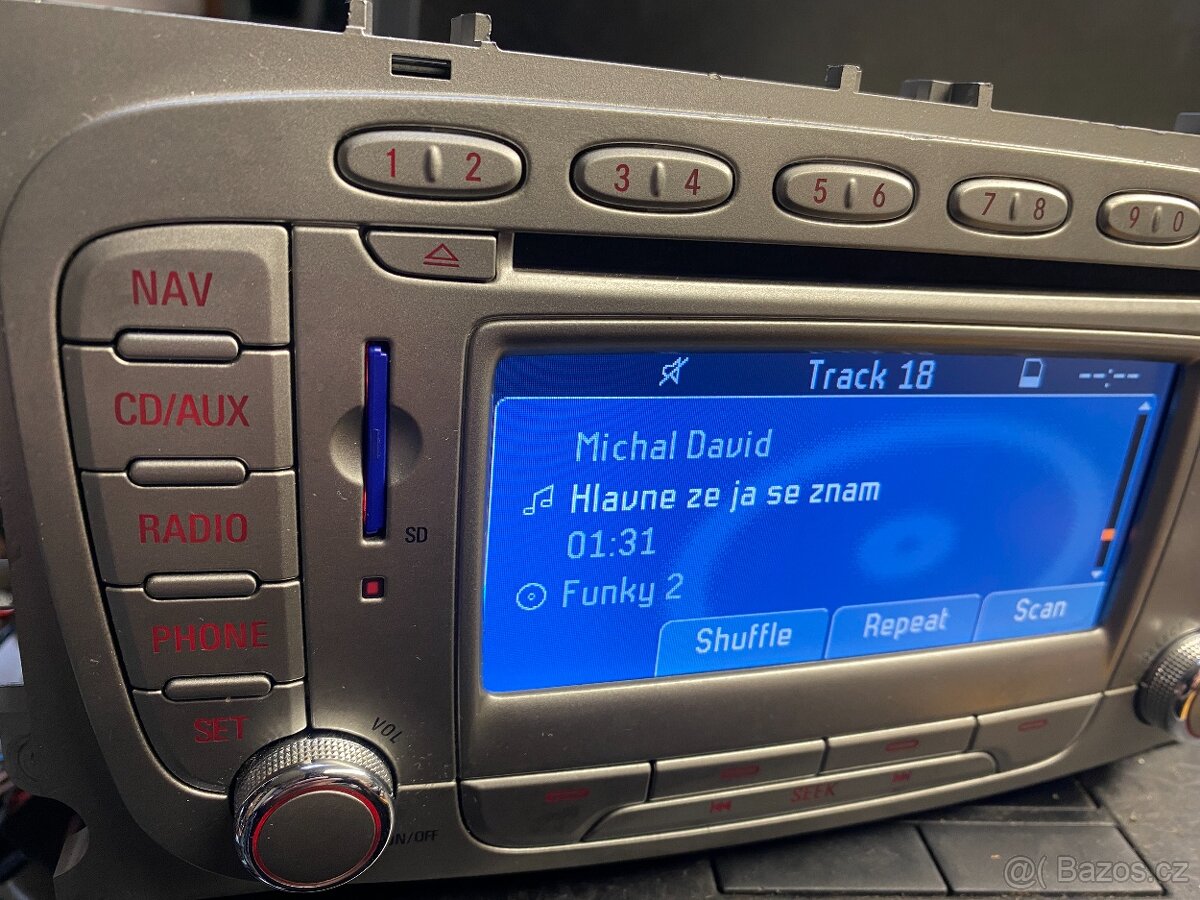 1 2
3 4
5 6
7 8
9 0
NAV
CD/AUX
RADIO
PHONE
SET
SD
Track 18
--:--
Michal David
Hlavne ze ja se znam
01:31
Funky 2
Shuffle
Repeat
Scan
VOL
ON/OFF
SEEK
Bazos.cz